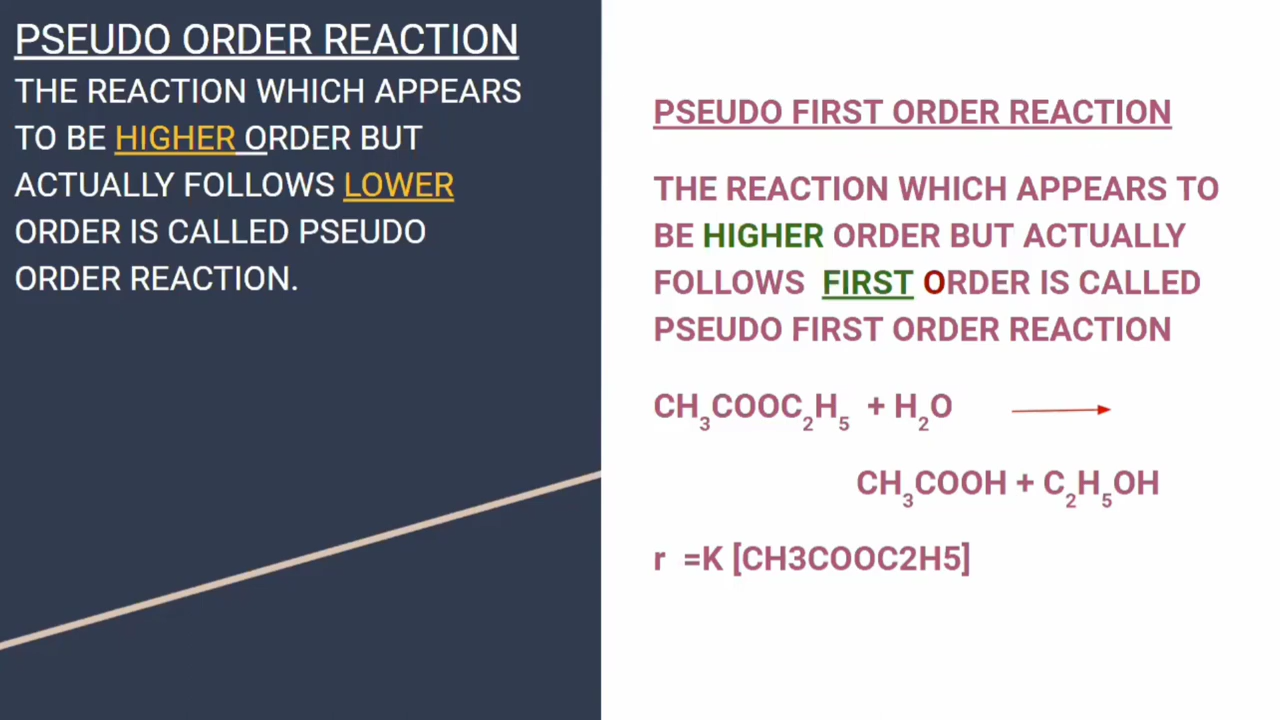 PSEUDO ORDER REACTION
THE REACTION WHICH APPEARS
TO BE HIGHER ORDER BUT
ACTUALLY FOLLOWS LOWER
ORDER IS CALLED PSEUDO
ORDER REACTION.
PSEUDO FIRST ORDER REACTION
THE REACTION WHICH APPEARS TO
BE HIGHER ORDER BUT ACTUALLY
FOLLOWS FIRST ORDER IS CALLED
PSEUDO FIRST ORDER REACTION
CH₃COOC₂H₅ + H₂O →
CH₃COOH + C₂H₅OH
r =K [CH3COOC2H5]